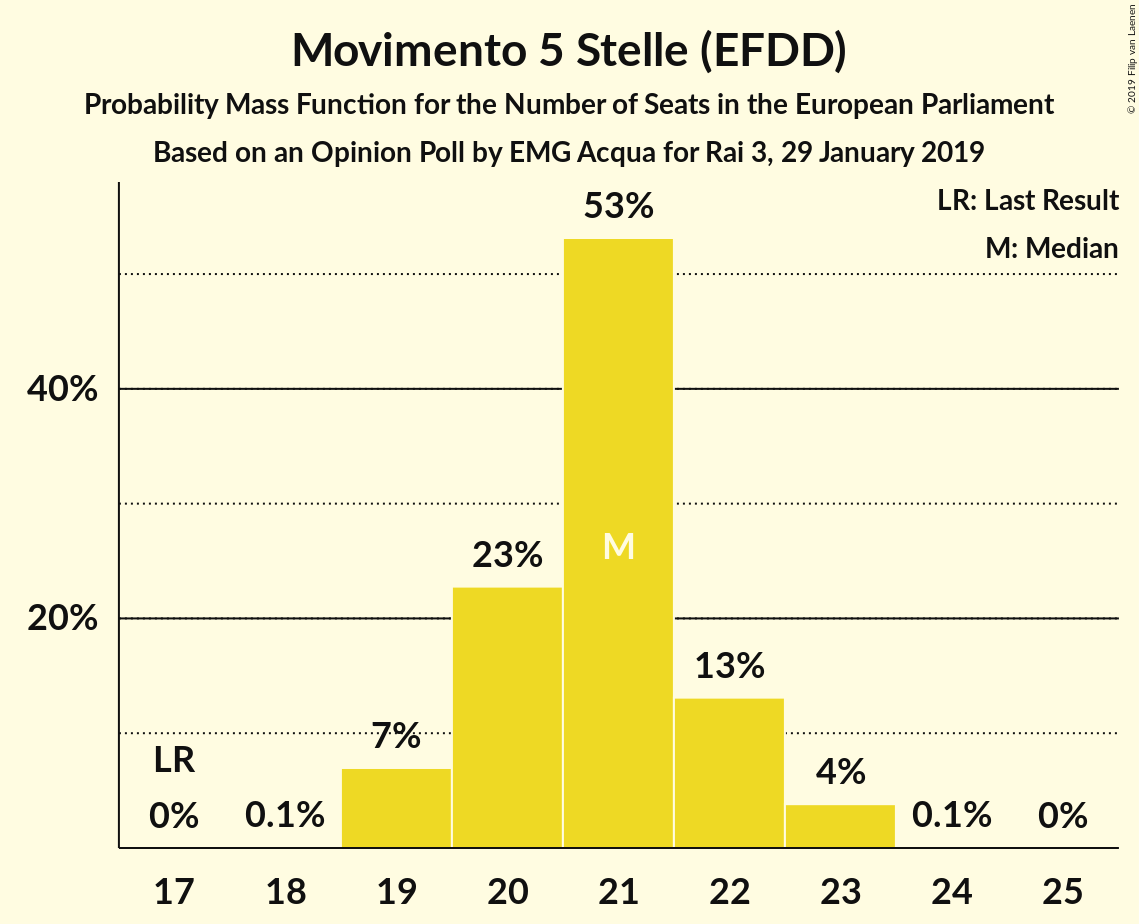 Movimento 5 Stelle (EFDD)
Probability Mass Function for the Number of Seats in the European Parliament
Based on an Opinion Poll by EMG Acqua for Rai 3, 29 January 2019
© 2019 Filip van Laenen
LR: Last Result
M: Median
53%
40%
23%
M
20%
13%
7%
LR
4%
0% 0.1% 0.1% 0%
17 18 19 20 21 22 23 24 25